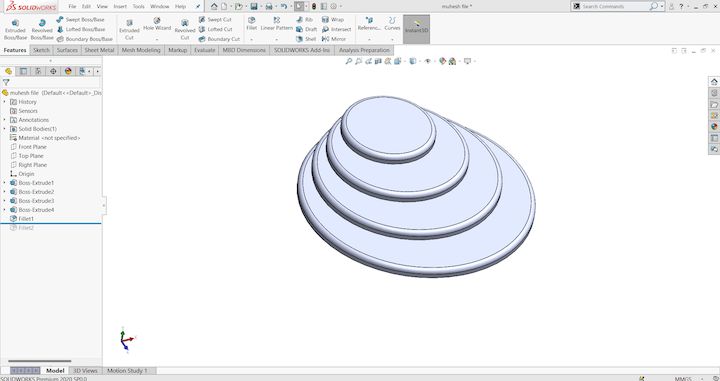 SOLIDWORKS File Edit View Insert Tools Window Help muhesh file * Search Commands
Extruded Boss/Base Revolved Boss/Base Swept Boss/Base Lofted Boss/Base Boundary Boss/Base Extruded Cut Hole Wizard Revolved Cut Swept Cut Lofted Cut Boundary Cut Fillet Linear Pattern Rib Draft Shell Wrap Intersect Mirror Referenc... Curves Instant3D
Features Sketch Surfaces Sheet Metal Mesh Modeling Markup Evaluate MBD Dimensions SOLIDWORKS Add-Ins Analysis Preparation
muhesh file (Default<<Default>_Dis
History
Sensors
Annotations
Solid Bodies(1)
Material <not specified>
Front Plane
Top Plane
Right Plane
Origin
Boss-Extrude1
Boss-Extrude2
Boss-Extrude3
Boss-Extrude4
Fillet1
Fillet2
Model 3D Views Motion Study 1
SOLIDWORKS Premium 2020 SP0.0 MMGS